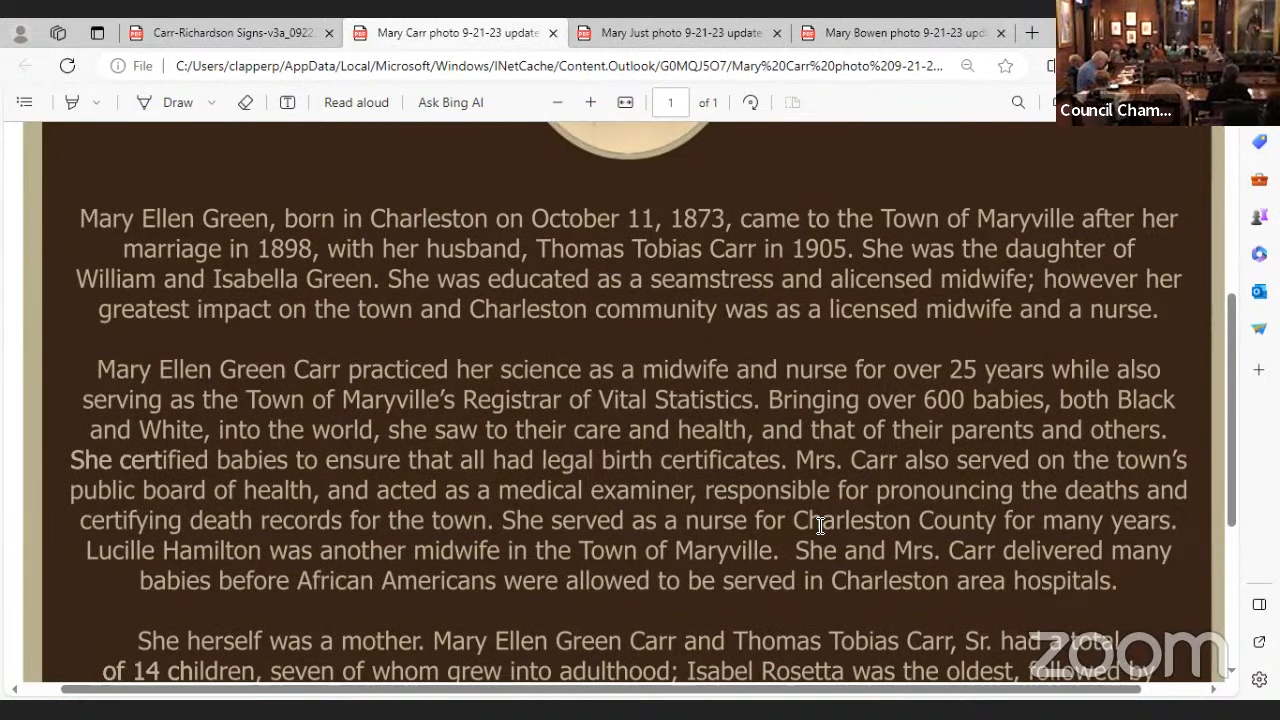 Carr-Richardson Signs-v3a_0922
Mary Carr photo 9-21-23 update
Mary Just photo 9-21-23 update
Mary Bowen photo 9-21-23 upd
File
C:/Users/clapperp/AppData/Local/Microsoft/Windows/INetCache/Content.Outlook/G0MQJ5O7/Mary%20Carr%20photo%209-21-2...
Draw
Read aloud
Ask Bing AI
1
of 1
Council Cham...
Mary Ellen Green, born in Charleston on October 11, 1873, came to the Town of Maryville after her
marriage in 1898, with her husband, Thomas Tobias Carr in 1905. She was the daughter of
William and Isabella Green. She was educated as a seamstress and alicensed midwife; however her
greatest impact on the town and Charleston community was as a licensed midwife and a nurse.
Mary Ellen Green Carr practiced her science as a midwife and nurse for over 25 years while also
serving as the Town of Maryville's Registrar of Vital Statistics. Bringing over 600 babies, both Black
and White, into the world, she saw to their care and health, and that of their parents and others.
She certified babies to ensure that all had legal birth certificates. Mrs. Carr also served on the town's
public board of health, and acted as a medical examiner, responsible for pronouncing the deaths and
certifying death records for the town. She served as a nurse for Charleston County for many years.
Lucille Hamilton was another midwife in the Town of Maryville. She and Mrs. Carr delivered many
babies before African Americans were allowed to be served in Charleston area hospitals.
She herself was a mother. Mary Ellen Green Carr and Thomas Tobias Carr, Sr. had a total
of 14 children, seven of whom grew into adulthood; Isabel Rosetta was the oldest, followed by
zoom